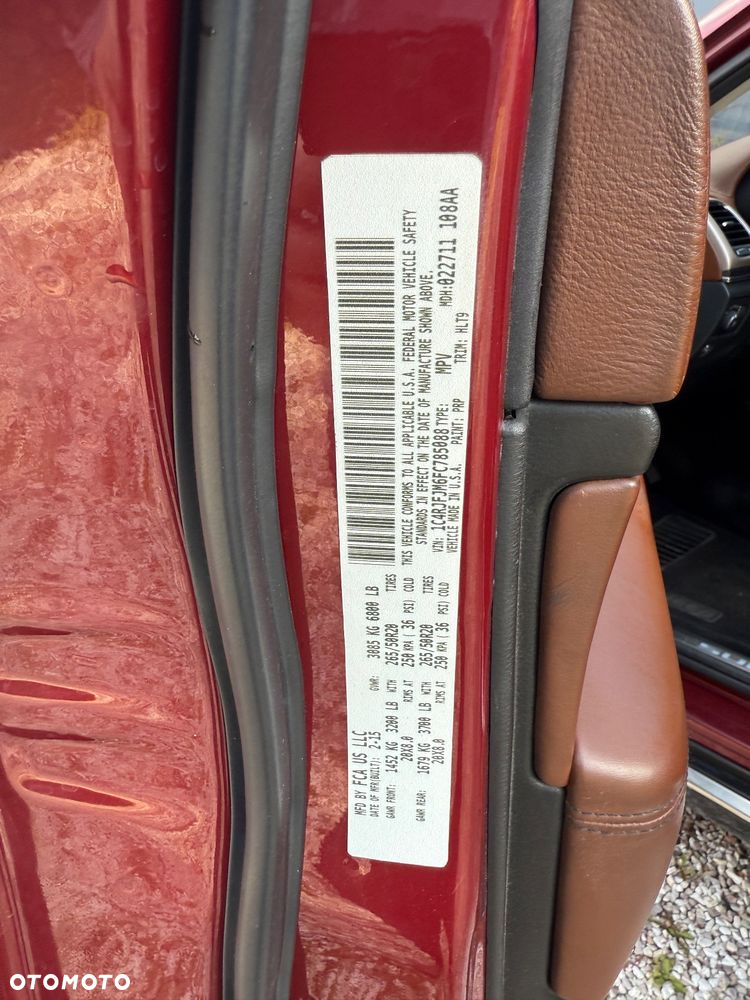 MFD BY FCA US LLC
DATE OF MFR(BUILT): 2-15 GVWR: 3085 KG 6800 LB
GAWR FRONT: 1452 KG 3200 LB WITH 265/50R20 TIRES
20X8.0 RIMS AT 250 KPA ( 36 PSI) COLD
GAWR REAR: 1679 KG 3700 LB WITH 265/50R20 TIRES
20X8.0 RIMS AT 250 KPA ( 36 PSI) COLD
THIS VEHICLE CONFORMS TO ALL APPLICABLE U.S.A. FEDERAL MOTOR VEHICLE SAFETY
STANDARDS IN EFFECT ON THE DATE OF MANUFACTURE SHOWN ABOVE.
VIN: 1C4RJFJM6FC785088 TYPE: MPV MDH:022711 108AA
VEHICLE MADE IN U.S.A. PAINT: PRP TRIM: HLT9
OTOMOTO